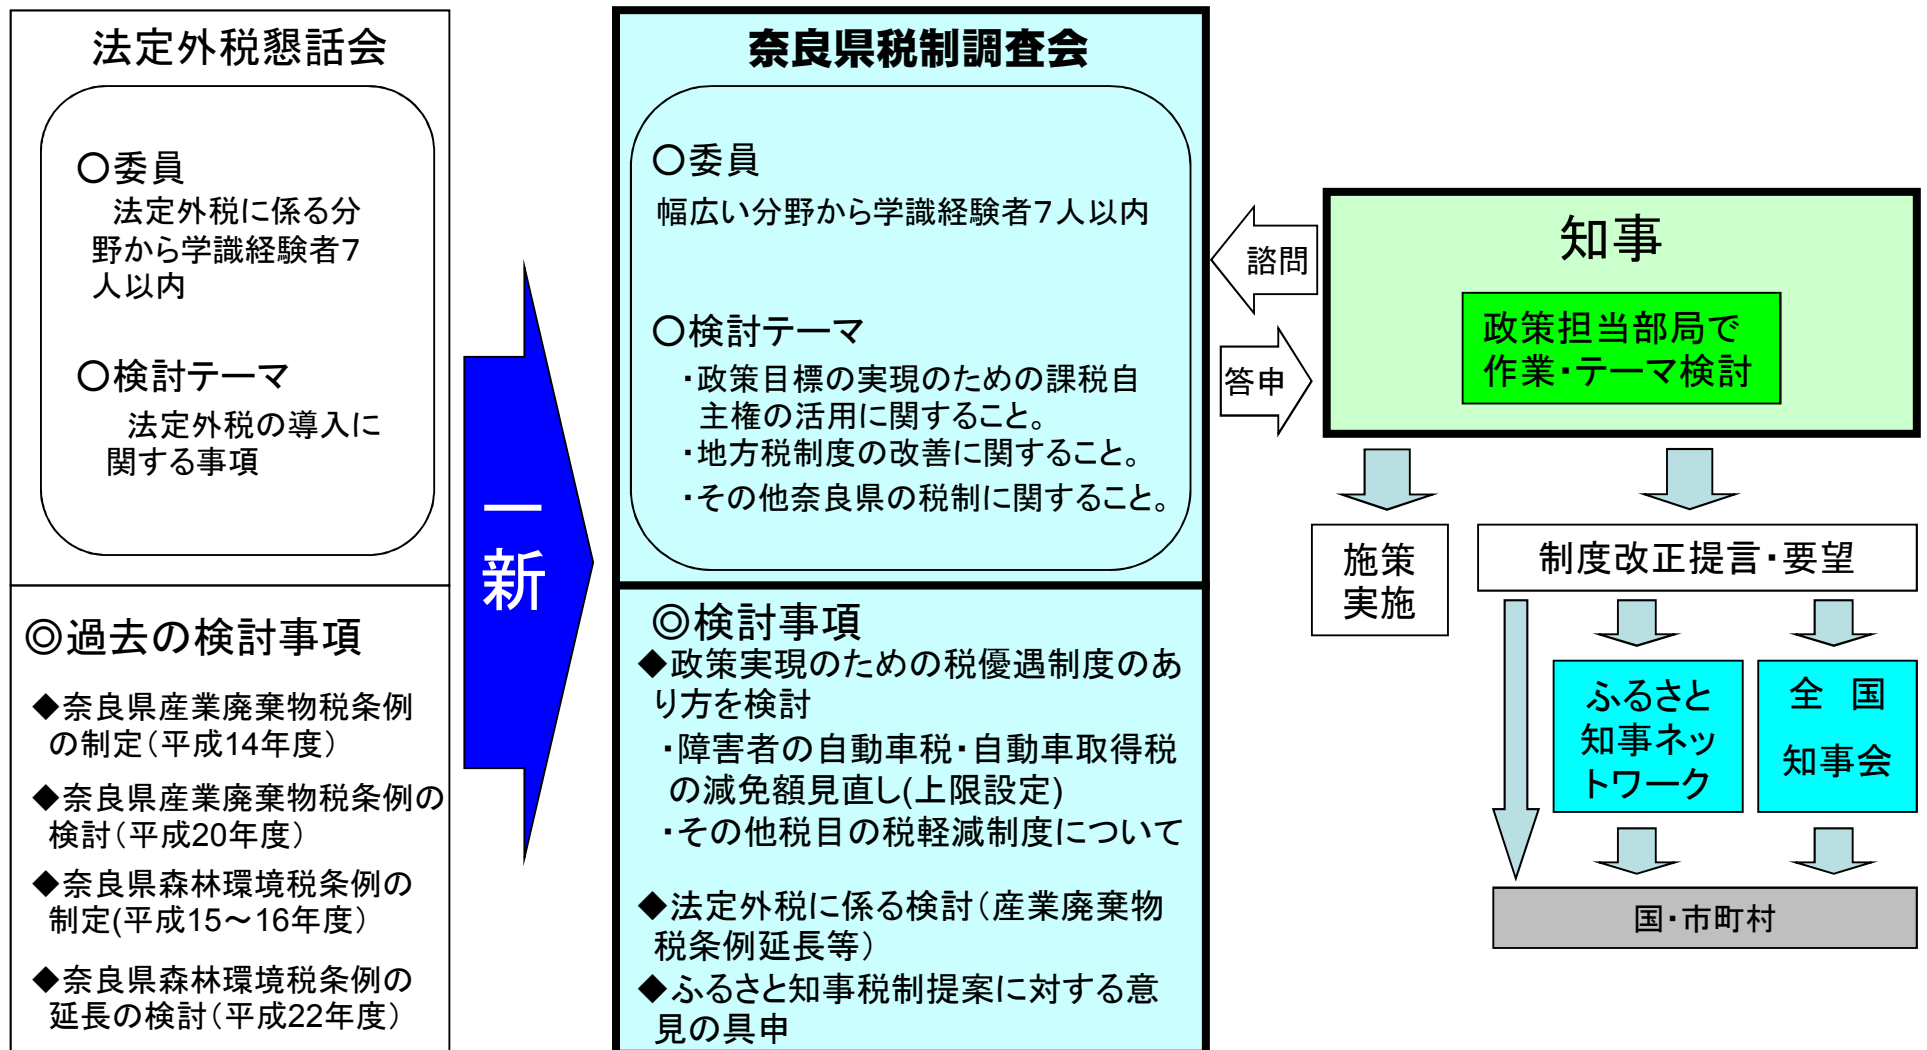 法定外税懇話会
〇委員
法定外税に係る分
野から学識経験者7
人以内
〇検討テーマ
法定外税の導入に
関する事項
◎過去の検討事項
◆奈良県産業廃棄物税条例
の制定（平成14年度）
◆奈良県産業廃棄物税条例の
検討（平成20年度）
◆奈良県森林環境税条例の
制定(平成15～16年度）
◆奈良県森林環境税条例の
延長の検討（平成22年度）
一
新
奈良県税制調査会
〇委員
幅広い分野から学識経験者7人以内
〇検討テーマ
・政策目標の実現のための課税自
主権の活用に関すること。
・地方税制度の改善に関すること。
・その他奈良県の税制に関すること。
◎検討事項
◆政策実現のための税優遇制度のあ
り方を検討
・障害者の自動車税・自動車取得税
の減免額見直し(上限設定)
・その他税目の税軽減制度について
◆法定外税に係る検討（産業廃棄物
税条例延長等）
◆ふるさと知事税制提案に対する意
見の具申
諮問
答申
知事
政策担当部局で
作業・テーマ検討
施策
実施
制度改正提言・要望
ふるさと
知事ネッ
トワーク
全 国
知事会
国・市町村